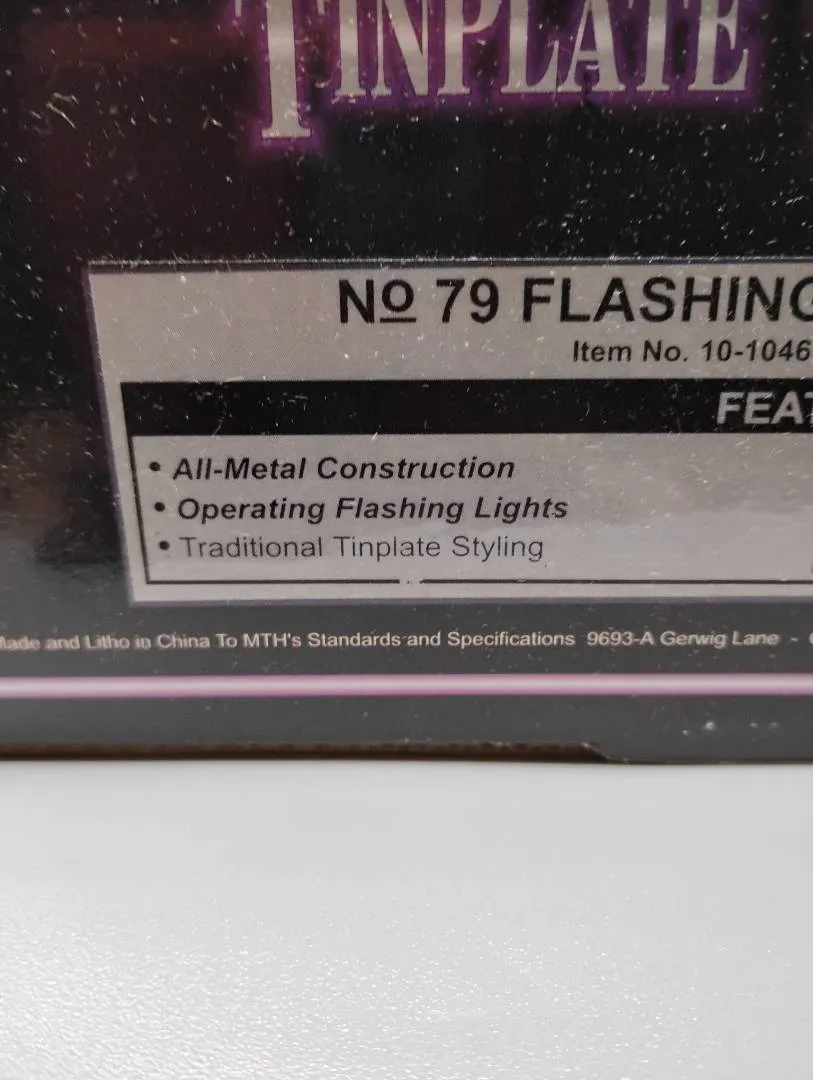 TINPLATE
No 79 FLASHING
Item No. 10-1046
FEAT
• All-Metal Construction
• Operating Flashing Lights
• Traditional Tinplate Styling
Made and Litho in China To MTH's Standards and Specifications 9693-A Gerwig Lane -